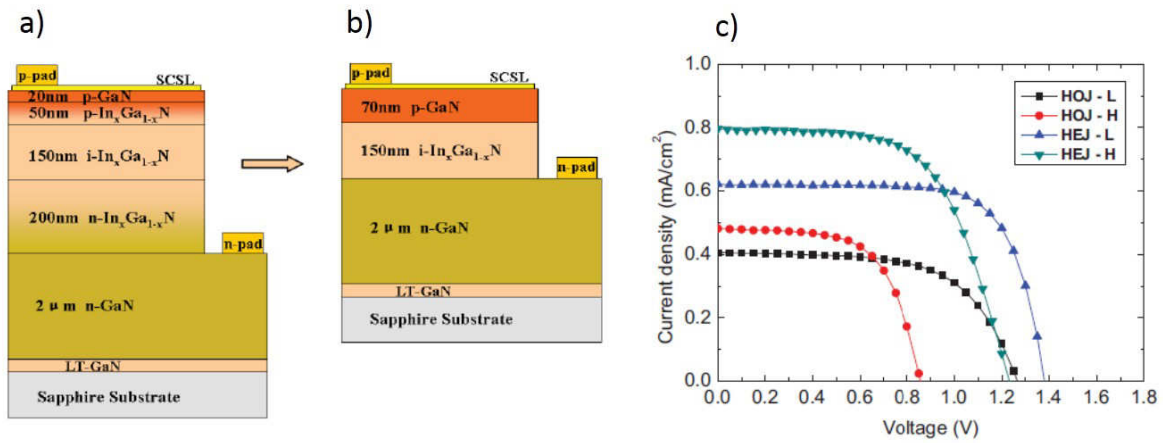 a)
p-pad
SCSL
20nm p-GaN
50nm p-InₓGa₁₋ₓN
150nm i-InₓGa₁₋ₓN
200nm n-InₓGa₁₋ₓN
n-pad
2 μm n-GaN
LT-GaN
Sapphire Substrate
b)
p-pad
SCSL
70nm p-GaN
150nm i-InₓGa₁₋ₓN
n-pad
2 μm n-GaN
LT-GaN
Sapphire Substrate
c)
1.0
0.8
0.6
0.4
0.2
0.0
Current density (mA/cm²)
HOJ - L
HOJ - H
HEJ - L
HEJ - H
0.0 0.2 0.4 0.6 0.8 1.0 1.2 1.4 1.6 1.8
Voltage (V)